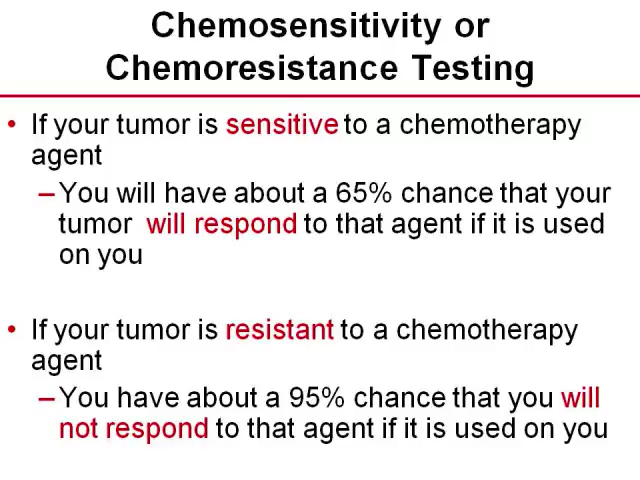 Chemosensitivity or
Chemoresistance Testing
• If your tumor is sensitive to a chemotherapy
agent
–You will have about a 65% chance that your
tumor will respond to that agent if it is used
on you
• If your tumor is resistant to a chemotherapy
agent
–You have about a 95% chance that you will
not respond to that agent if it is used on you